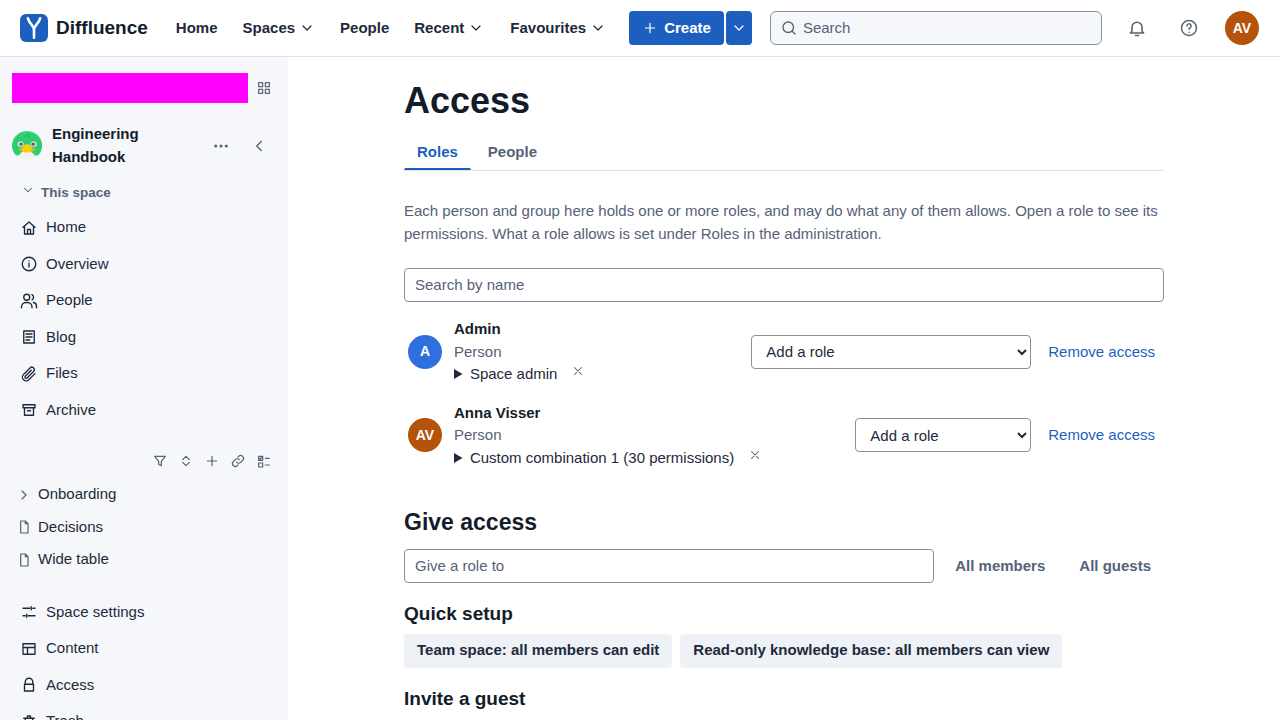 Diffluence
Home
Spaces
People
Recent
Favourites
Create
Search
AV
Engineering
Handbook
This space
Home
Overview
People
Blog
Files
Archive
Onboarding
Decisions
Wide table
Space settings
Content
Access
Trash
Access
Roles
People
Each person and group here holds one or more roles, and may do what any of them allows. Open a role to see its
permissions. What a role allows is set under Roles in the administration.
Search by name
A
Admin
Person
Space admin
Add a role
Remove access
AV
Anna Visser
Person
Custom combination 1 (30 permissions)
Add a role
Remove access
Give access
Give a role to
All members
All guests
Quick setup
Team space: all members can edit
Read-only knowledge base: all members can view
Invite a guest